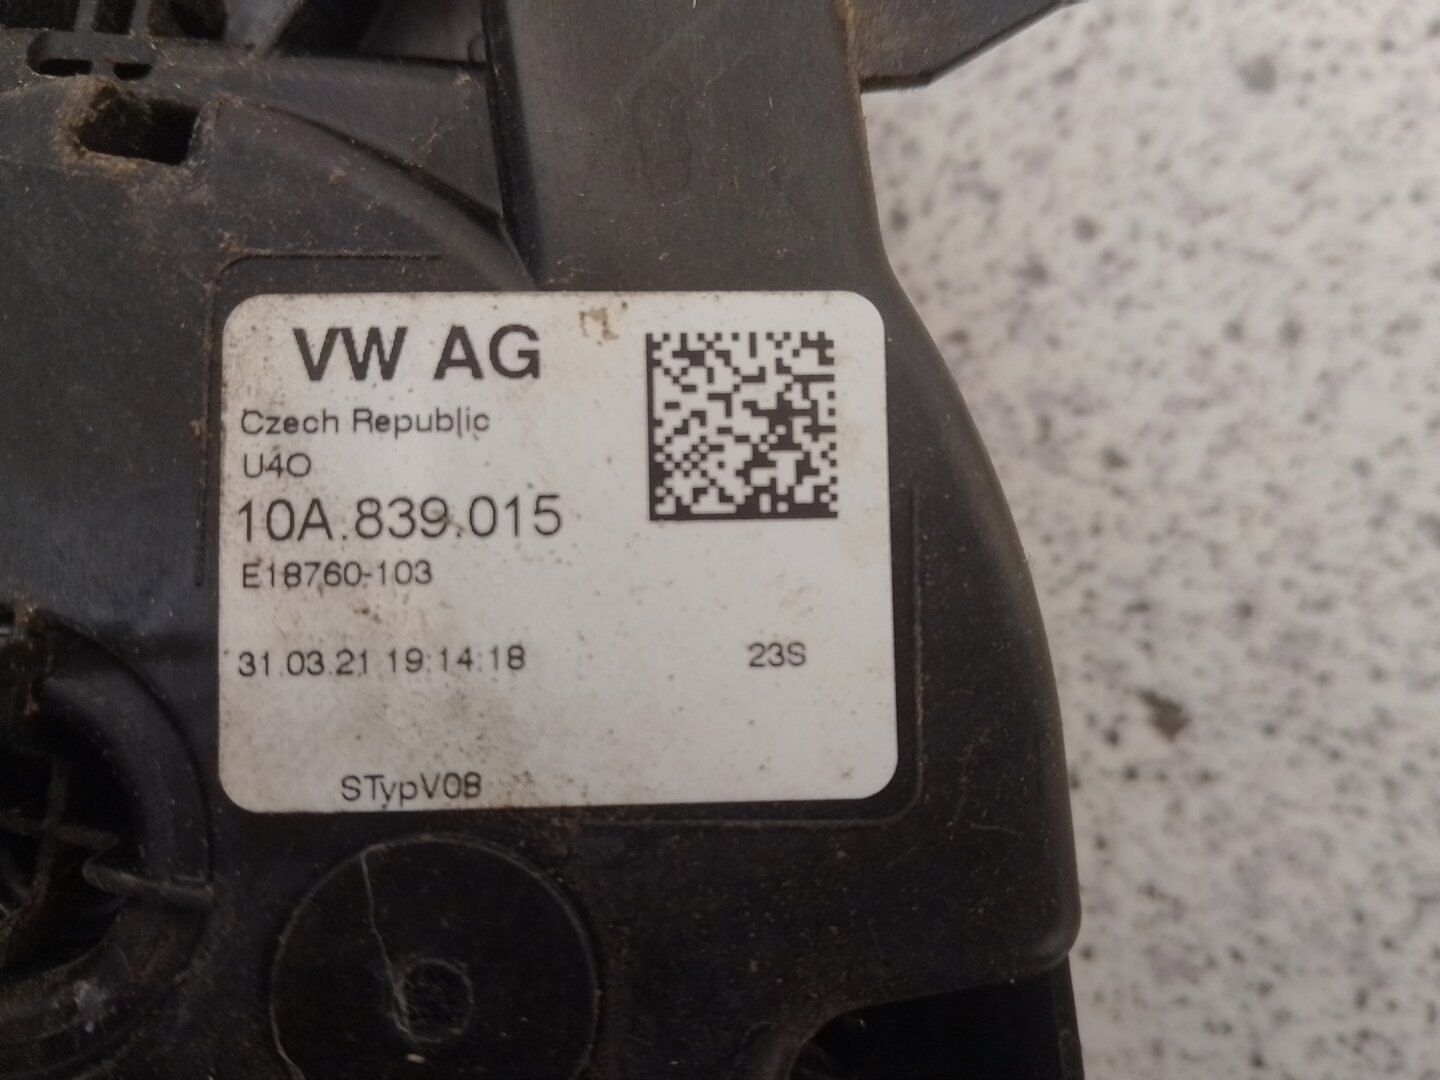 VW AG
Czech Republic
U4O
10A.839.015
E18760-103
31.03.21 19:14:18 23S
STypV08